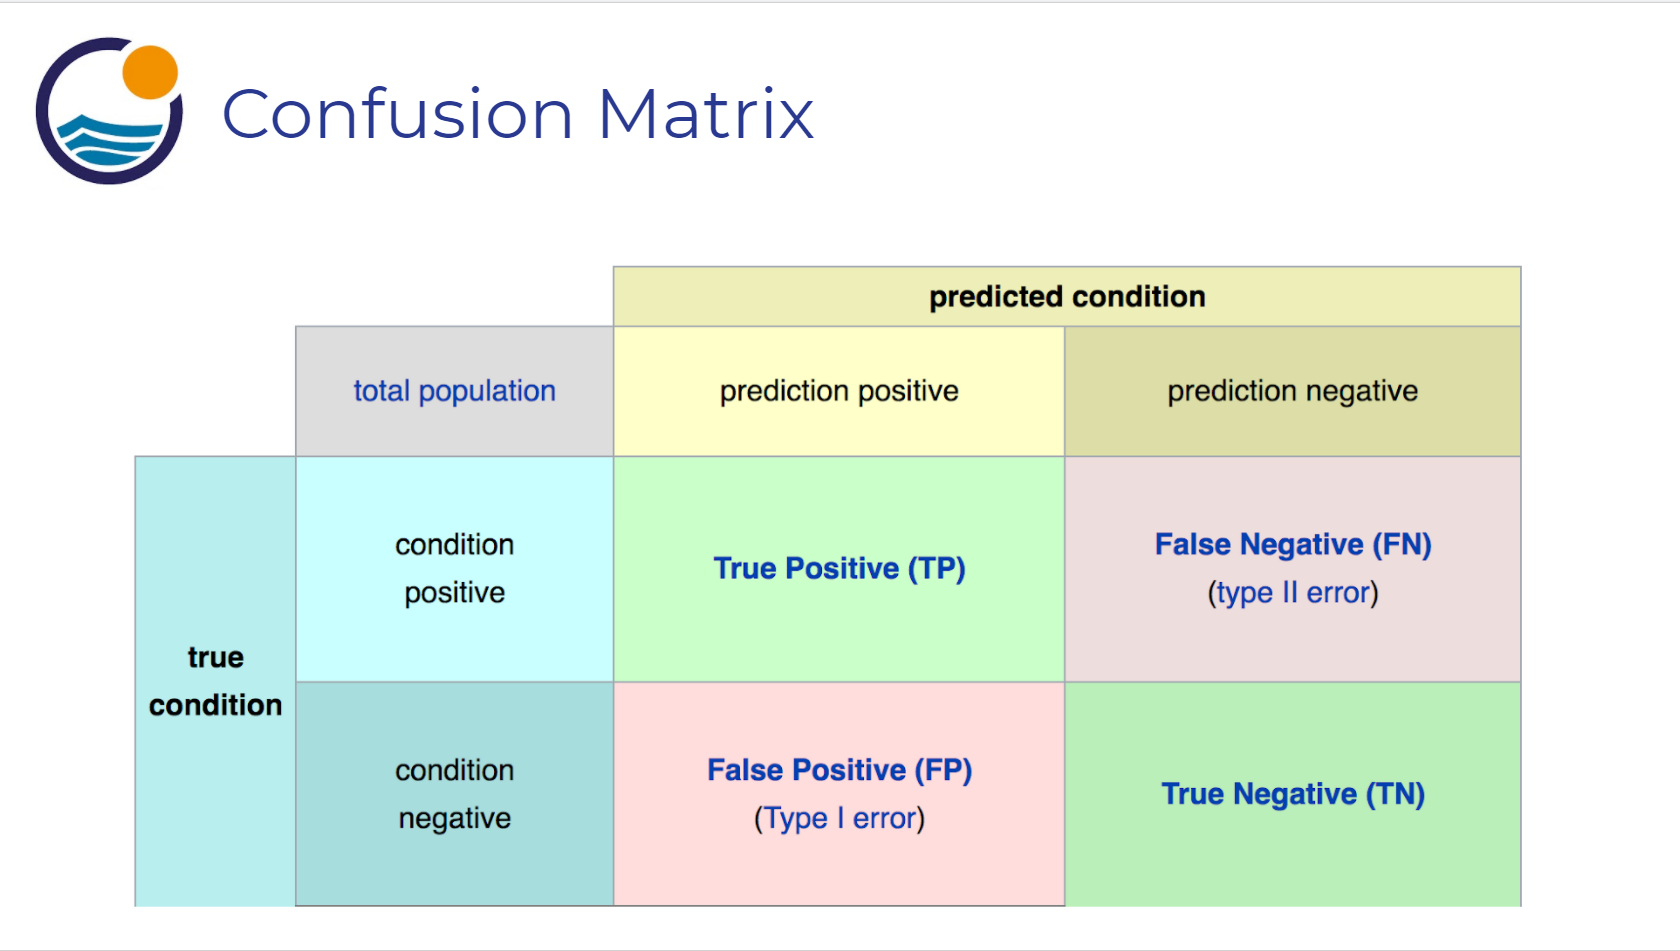 Confusion Matrix
predicted condition
total population
prediction positive
prediction negative
true
condition
condition
positive
True Positive (TP)
False Negative (FN)
(type II error)
condition
negative
False Positive (FP)
(Type I error)
True Negative (TN)